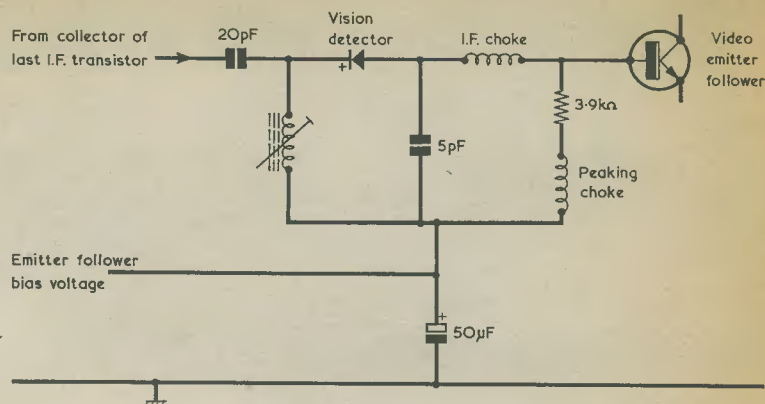 From collector of
last I.F. transistor
20pF
Vision
detector
+
I.F. choke
Video
emitter
follower
3·9kΩ
5pF
Peaking
choke
Emitter follower
bias voltage
+
50µF